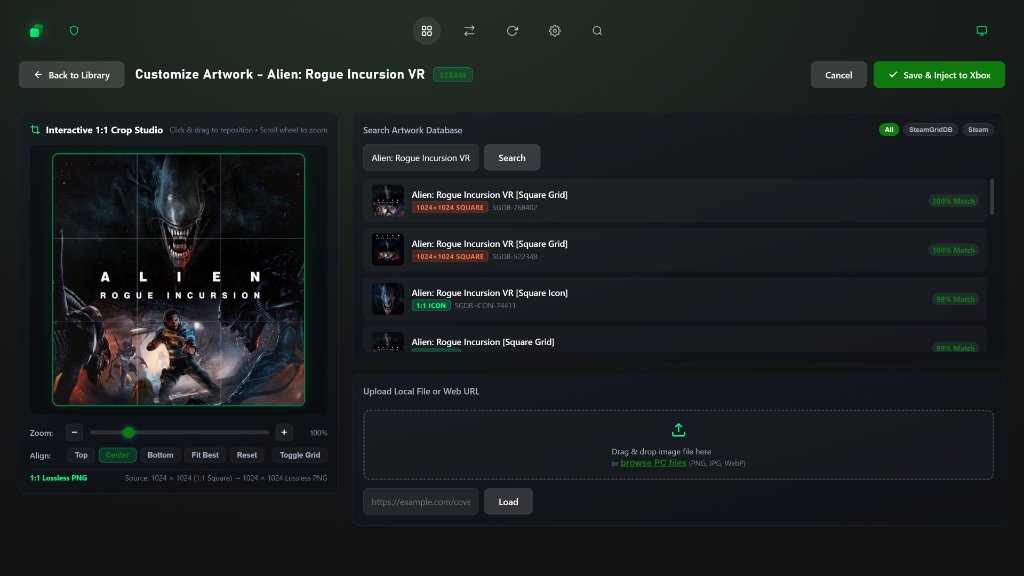 Back to Library
Customize Artwork - Alien: Rogue Incursion VR
STEAM
Cancel
Save & Inject to Xbox
Interactive 1:1 Crop Studio
Click & drag to reposition • Scroll wheel to zoom
ALIEN
ROGUE INCURSION
Zoom:
−
+
100%
Align:
Top
Center
Bottom
Fit Best
Reset
Toggle Grid
1:1 Lossless PNG
Source: 1024 × 1024 (1:1 Square) — 1024 × 1024 Lossless PNG
Search Artwork Database
All
SteamGridDB
Steam
Alien: Rogue Incursion VR
Search
Alien: Rogue Incursion VR [Square Grid]
1024×1024 SQUARE
SGDB-768402
100% Match
Alien: Rogue Incursion VR [Square Grid]
1024×1024 SQUARE
SGDB-522348
100% Match
Alien: Rogue Incursion VR [Square Icon]
1:1 ICON
SGDB-ICON-74411
98% Match
Alien: Rogue Incursion [Square Grid]
99% Match
Upload Local File or Web URL
Drag & drop image file here
or browse PC files (PNG, JPG, WebP)
https://example.com/cove
Load